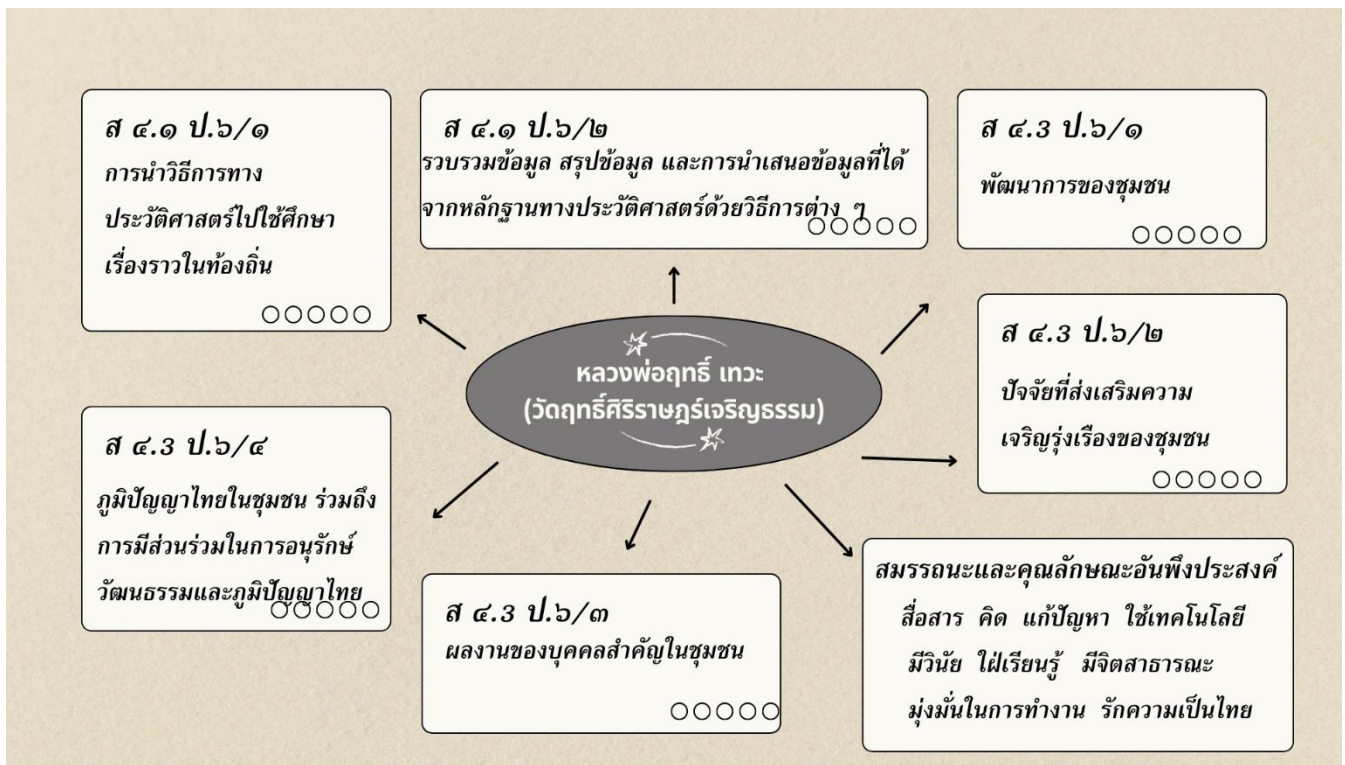 ส ๔.๑ ป.๖/๑
การนำวิธีการทาง
ประวัติศาสตร์ไปใช้ศึกษา
เรื่องราวในท้องถิ่น
ส ๔.๑ ป.๖/๒
รวบรวมข้อมูล สรุปข้อมูล และการนำเสนอข้อมูลที่ได้
จากหลักฐานทางประวัติศาสตร์ด้วยวิธีการต่าง ๆ
ส ๔.3 ป.๖/๑
พัฒนาการของชุมชน
ส ๔.3 ป.๖/๒
ปัจจัยที่ส่งเสริมความ
เจริญรุ่งเรืองของชุมชน
หลวงพ่อฤทธิ์ เทวะ
(วัดฤทธิ์ศิริราษฎร์เจริญธรรม)
ส ๔.3 ป.๖/๔
ภูมิปัญญาไทยในชุมชน ร่วมถึง
การมีส่วนร่วมในการอนุรักษ์
วัฒนธรรมและภูมิปัญญาไทย
ส ๔.3 ป.๖/๓
ผลงานของบุคคลสำคัญในชุมชน
สมรรถนะและคุณลักษณะอันพึงประสงค์
สื่อสาร คิด แก้ปัญหา ใช้เทคโนโลยี
มีวินัย ใฝ่เรียนรู้ มีจิตสาธารณะ
มุ่งมั่นในการทำงาน รักความเป็นไทย